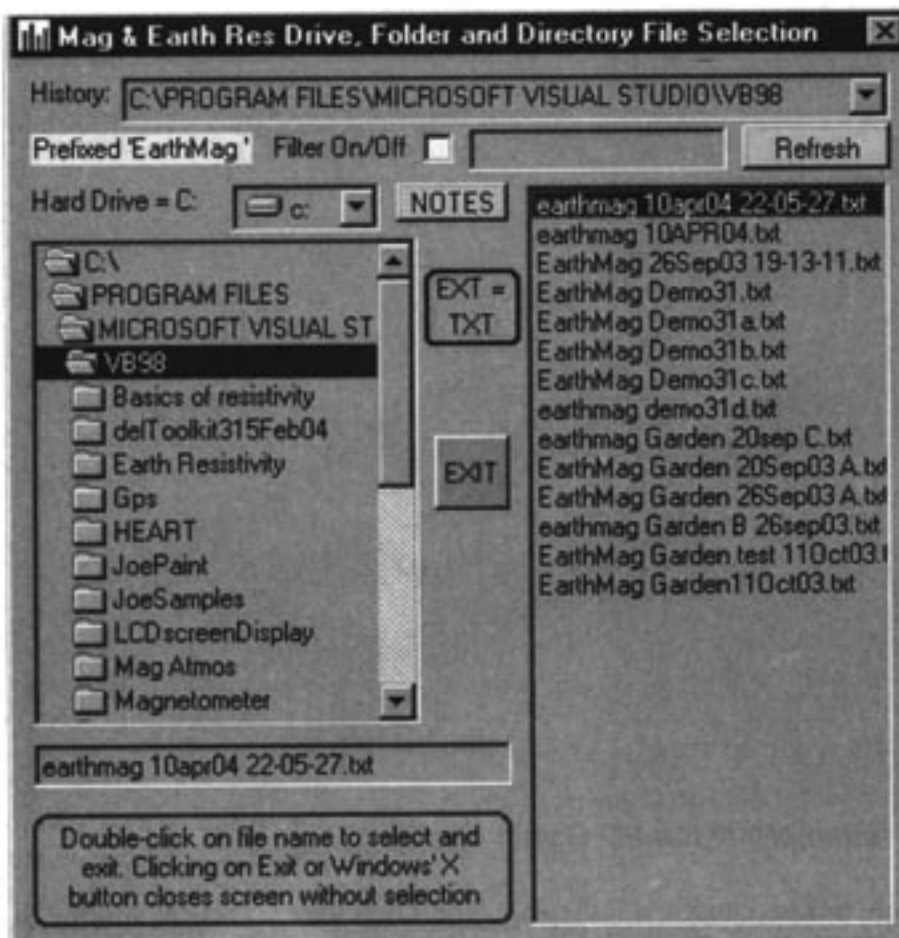 Mag & Earth Res Drive, Folder and Directory File Selection
History: C:\PROGRAM FILES\MICROSOFT VISUAL STUDIO\VB98
Prefixed 'EarthMag ' Filter On/Off Refresh
Hard Drive = C: c: NOTES
C:\
PROGRAM FILES
MICROSOFT VISUAL ST
VB98
Basics of resistivity
delToolkit315Feb04
Earth Resistivity
Gps
HEART
JoePaint
JoeSamples
LCDscreenDisplay
Mag Atmos
Magnetometer
EXT =
TXT
EXIT
earthmag 10apr04 22-05-27.txt
earthmag 10APR04.txt
EarthMag 26Sep03 19-13-11.txt
EarthMag Demo31.txt
EarthMag Demo31a.txt
EarthMag Demo31b.txt
EarthMag Demo31c.txt
earthmag demo31d.txt
earthmag Garden 20sep C.txt
EarthMag Garden 20Sep03 A.txt
EarthMag Garden 26Sep03 A.txt
earthmag Garden B 26sep03.txt
EarthMag Garden test 11Oct03.t
EarthMag Garden11Oct03.txt
earthmag 10apr04 22-05-27.txt
Double-click on file name to select and
exit. Clicking on Exit or Windows' X
button closes screen without selection